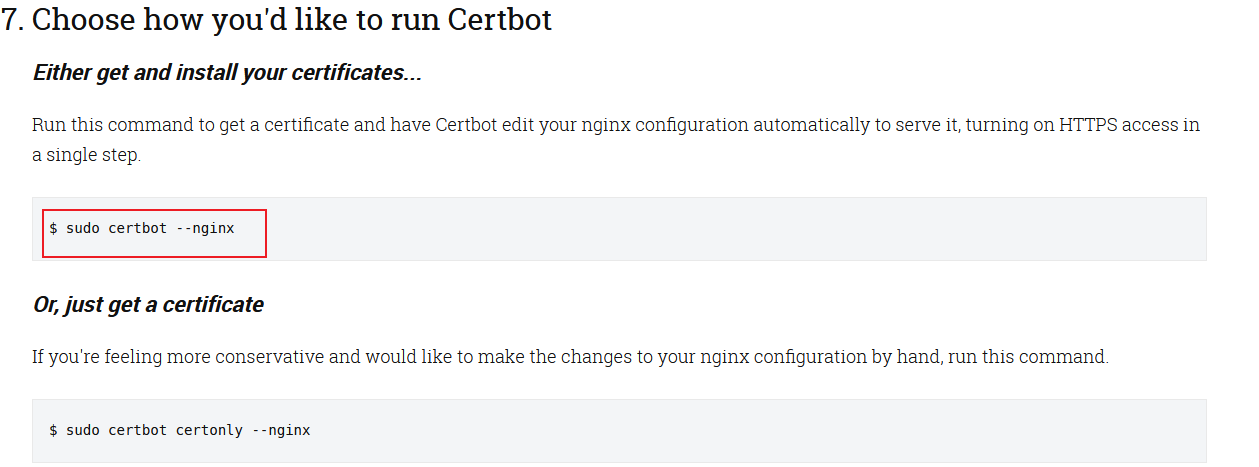 7. Choose how you'd like to run Certbot
Either get and install your certificates...
Run this command to get a certificate and have Certbot edit your nginx configuration automatically to serve it, turning on HTTPS access in
a single step.
$ sudo certbot --nginx
Or, just get a certificate
If you're feeling more conservative and would like to make the changes to your nginx configuration by hand, run this command.
$ sudo certbot certonly --nginx